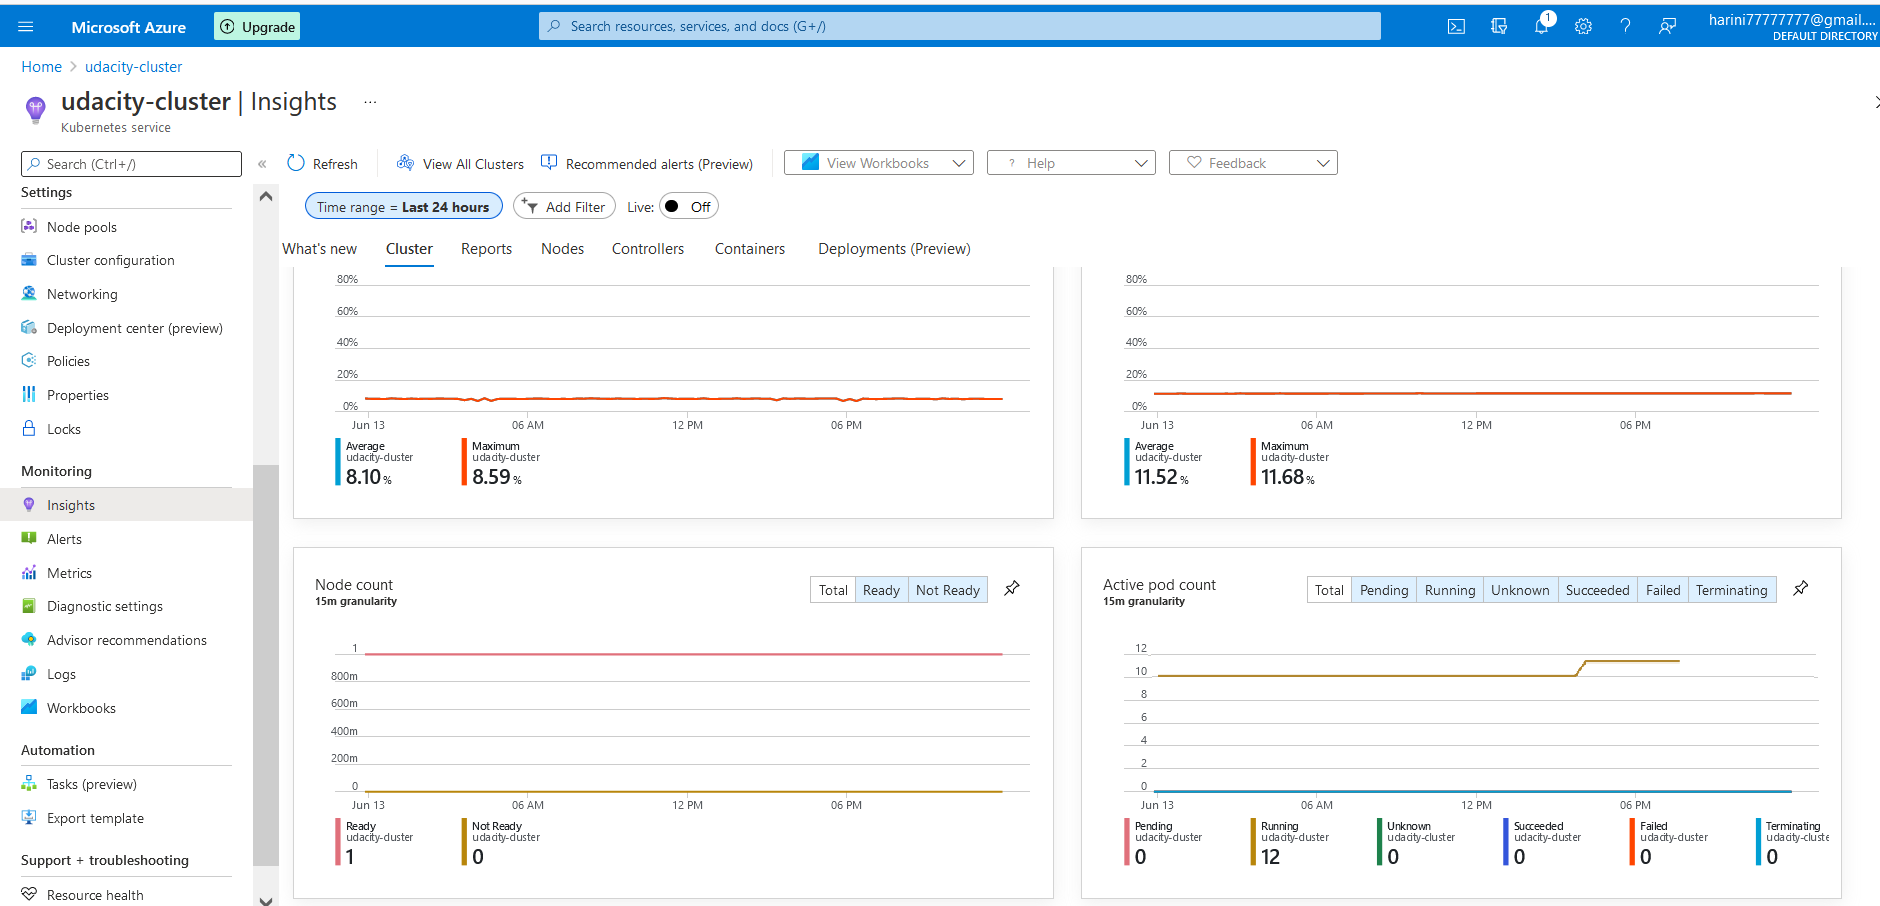 Microsoft Azure
Upgrade
Search resources, services, and docs (G+/)
1
harini77777777@gmail....
DEFAULT DIRECTORY
Home > udacity-cluster
udacity-cluster | Insights ...
Kubernetes service
Search (Ctrl+/)
«
Refresh
View All Clusters
Recommended alerts (Preview)
View Workbooks
? Help
Feedback
Time range = Last 24 hours
Add Filter
Live: Off
What's new
Cluster
Reports
Nodes
Controllers
Containers
Deployments (Preview)
Settings
Node pools
Cluster configuration
Networking
Deployment center (preview)
Policies
Properties
Locks
Monitoring
Insights
Alerts
Metrics
Diagnostic settings
Advisor recommendations
Logs
Workbooks
Automation
Tasks (preview)
Export template
Support + troubleshooting
Resource health
80%
60%
40%
20%
0%
Jun 13 06 AM 12 PM 06 PM
Average
udacity-cluster
8.10 %
Maximum
udacity-cluster
8.59 %
80%
60%
40%
20%
0%
Jun 13 06 AM 12 PM 06 PM
Average
udacity-cluster
11.52 %
Maximum
udacity-cluster
11.68 %
Node count
15m granularity
Total Ready Not Ready
1
800m
600m
400m
200m
0
Jun 13 06 AM 12 PM 06 PM
Ready
udacity-cluster
1
Not Ready
udacity-cluster
0
Active pod count
15m granularity
Total Pending Running Unknown Succeeded Failed Terminating
12
10
8
6
4
2
0
Jun 13 06 AM 12 PM 06 PM
Pending
udacity-cluster
0
Running
udacity-cluster
12
Unknown
udacity-cluster
0
Succeeded
udacity-cluster
0
Failed
udacity-cluster
0
Terminating
udacity-cluste
0